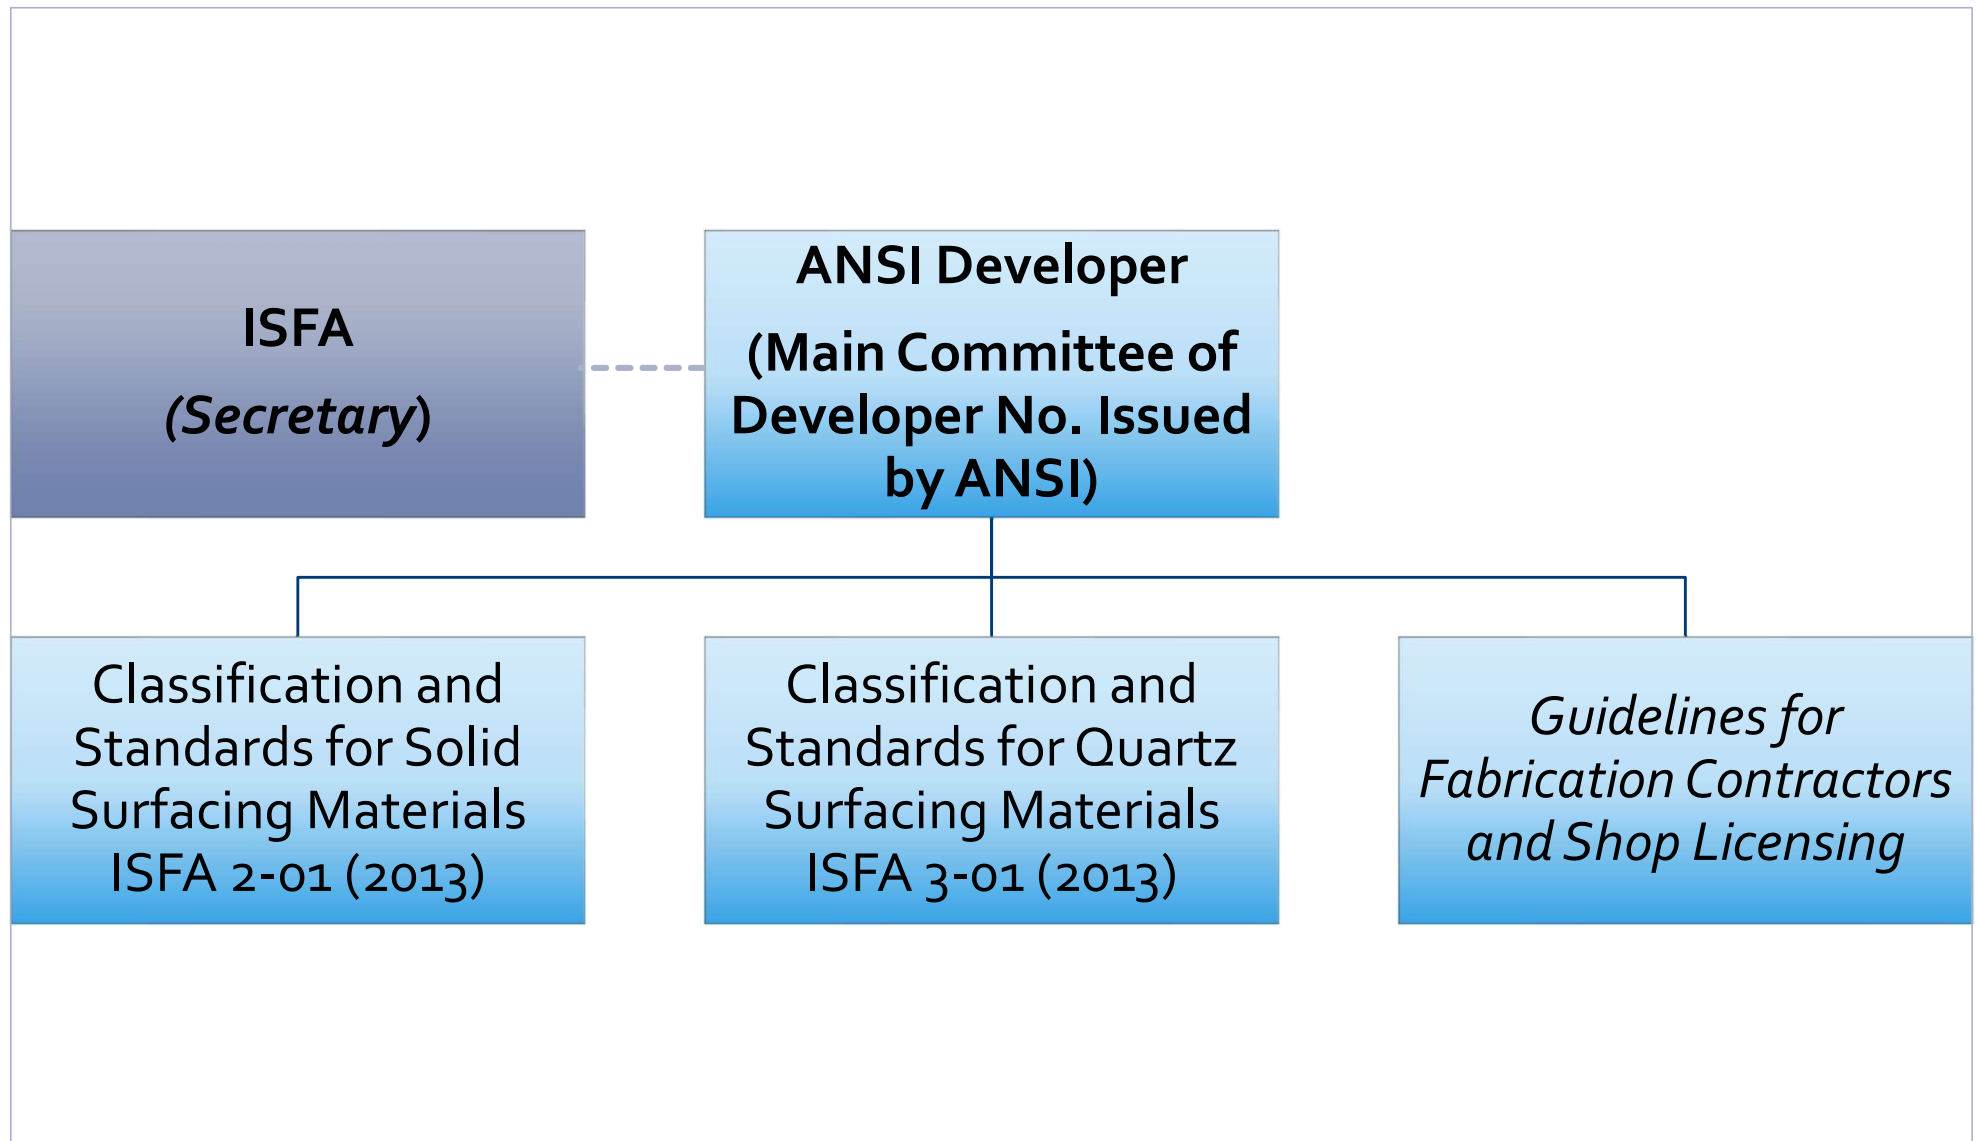 ISFA
(Secretary)
ANSI Developer
(Main Committee of
Developer No. Issued
by ANSI)
Classification and
Standards for Solid
Surfacing Materials
ISFA 2-01 (2013)
Classification and
Standards for Quartz
Surfacing Materials
ISFA 3-01 (2013)
Guidelines for
Fabrication Contractors
and Shop Licensing